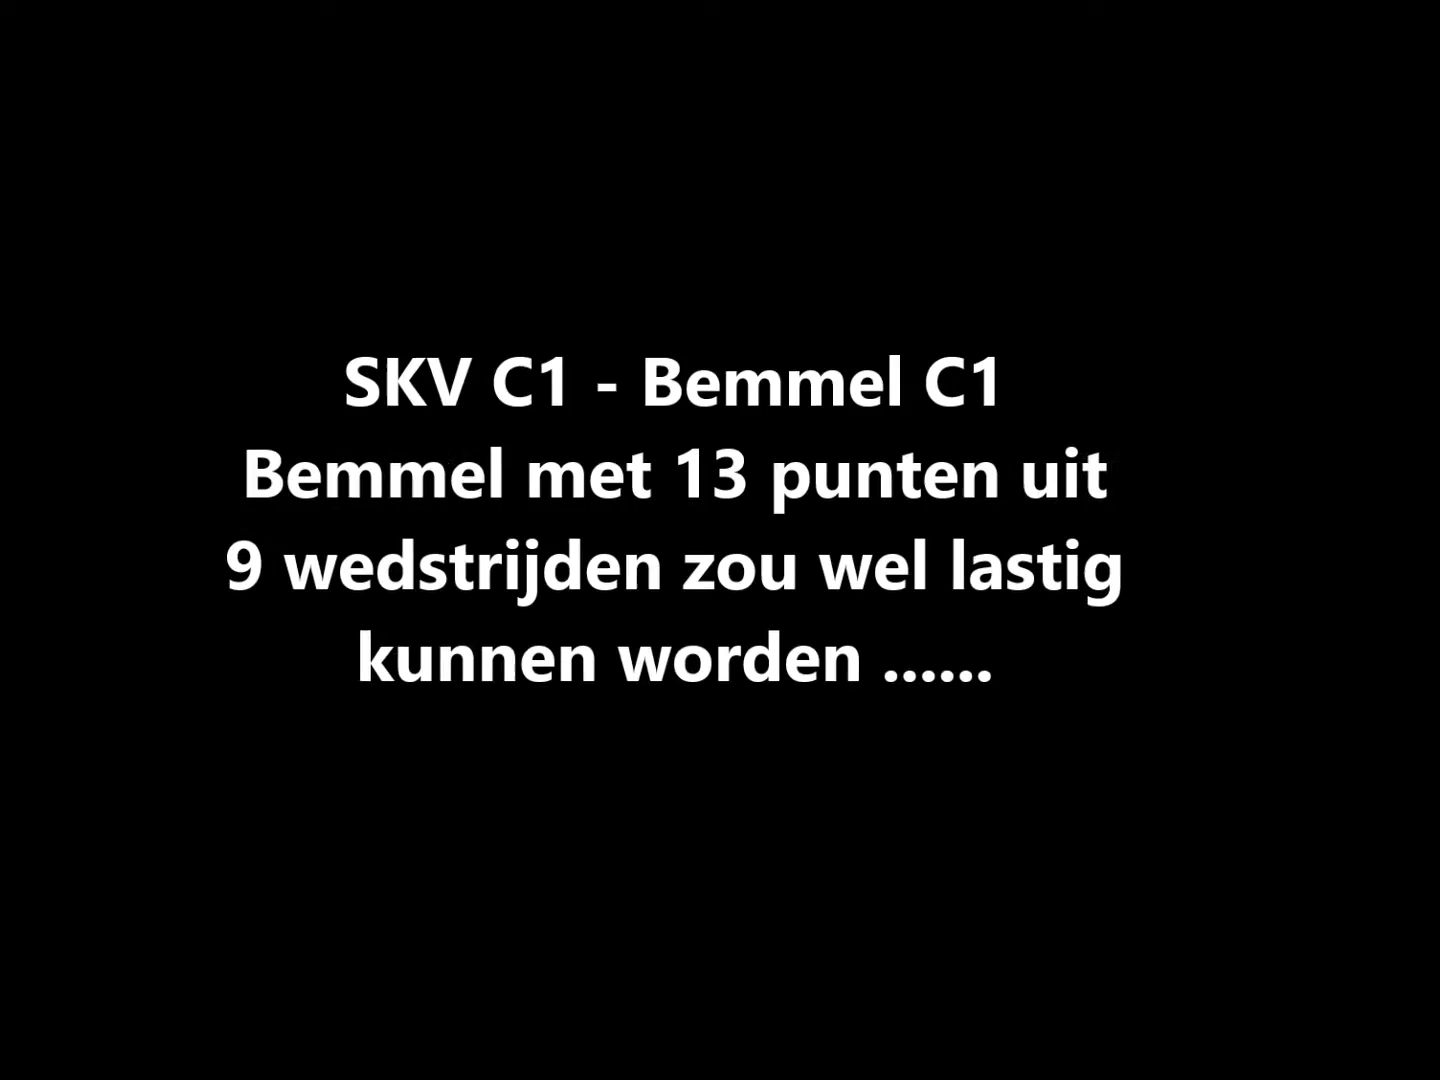 SKV C1 - Bemmel C1
Bemmel met 13 punten uit
9 wedstrijden zou wel lastig
kunnen worden ......